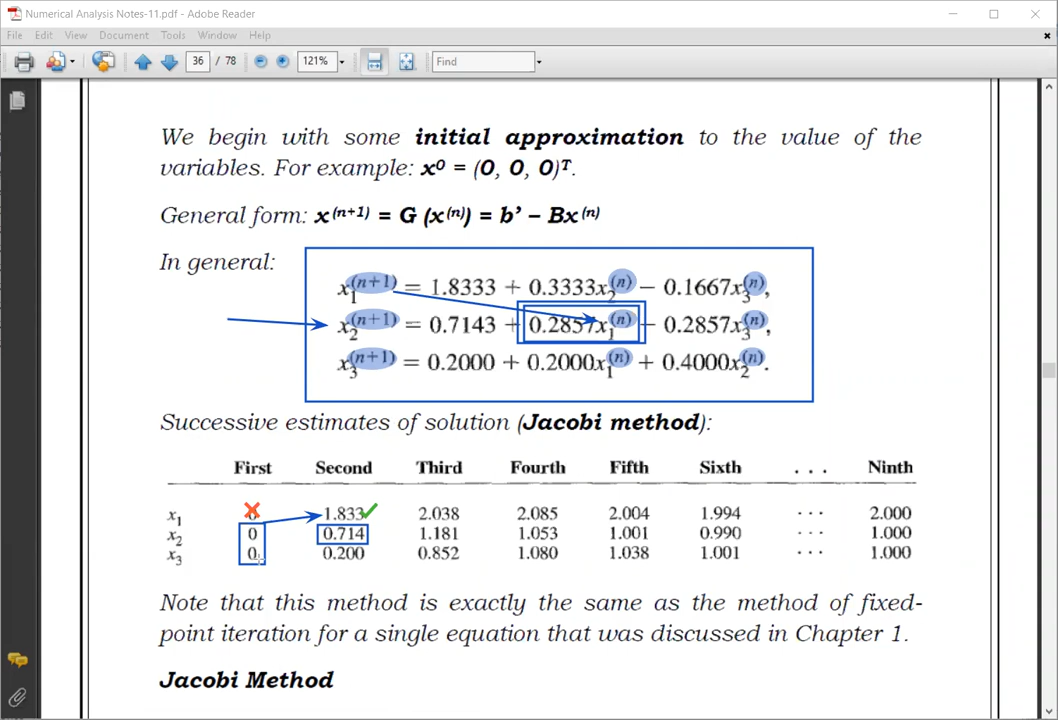 Numerical Analysis Notes-11.pdf - Adobe Reader
File Edit View Document Tools Window Help
36 / 78 121% Find
We begin with some initial approximation to the value of the
variables. For example: x⁰ = (0, 0, 0)ᵀ.
General form: x⁽ⁿ⁺¹⁾ = G (x⁽ⁿ⁾) = b’ – Bx⁽ⁿ⁾
In general:
x₁⁽ⁿ⁺¹⁾ = 1.8333 + 0.3333x₂⁽ⁿ⁾ − 0.1667x₃⁽ⁿ⁾,
x₂⁽ⁿ⁺¹⁾ = 0.7143 + 0.2857x₁⁽ⁿ⁾ − 0.2857x₃⁽ⁿ⁾,
x₃⁽ⁿ⁺¹⁾ = 0.2000 + 0.2000x₁⁽ⁿ⁾ + 0.4000x₂⁽ⁿ⁾.
Successive estimates of solution (Jacobi method):
First Second Third Fourth Fifth Sixth . . . Ninth
x₁ 0 1.833 2.038 2.085 2.004 1.994 · · · 2.000
x₂ 0 0.714 1.181 1.053 1.001 0.990 · · · 1.000
x₃ 0 0.200 0.852 1.080 1.038 1.001 · · · 1.000
Note that this method is exactly the same as the method of fixed-
point iteration for a single equation that was discussed in Chapter 1.
Jacobi Method